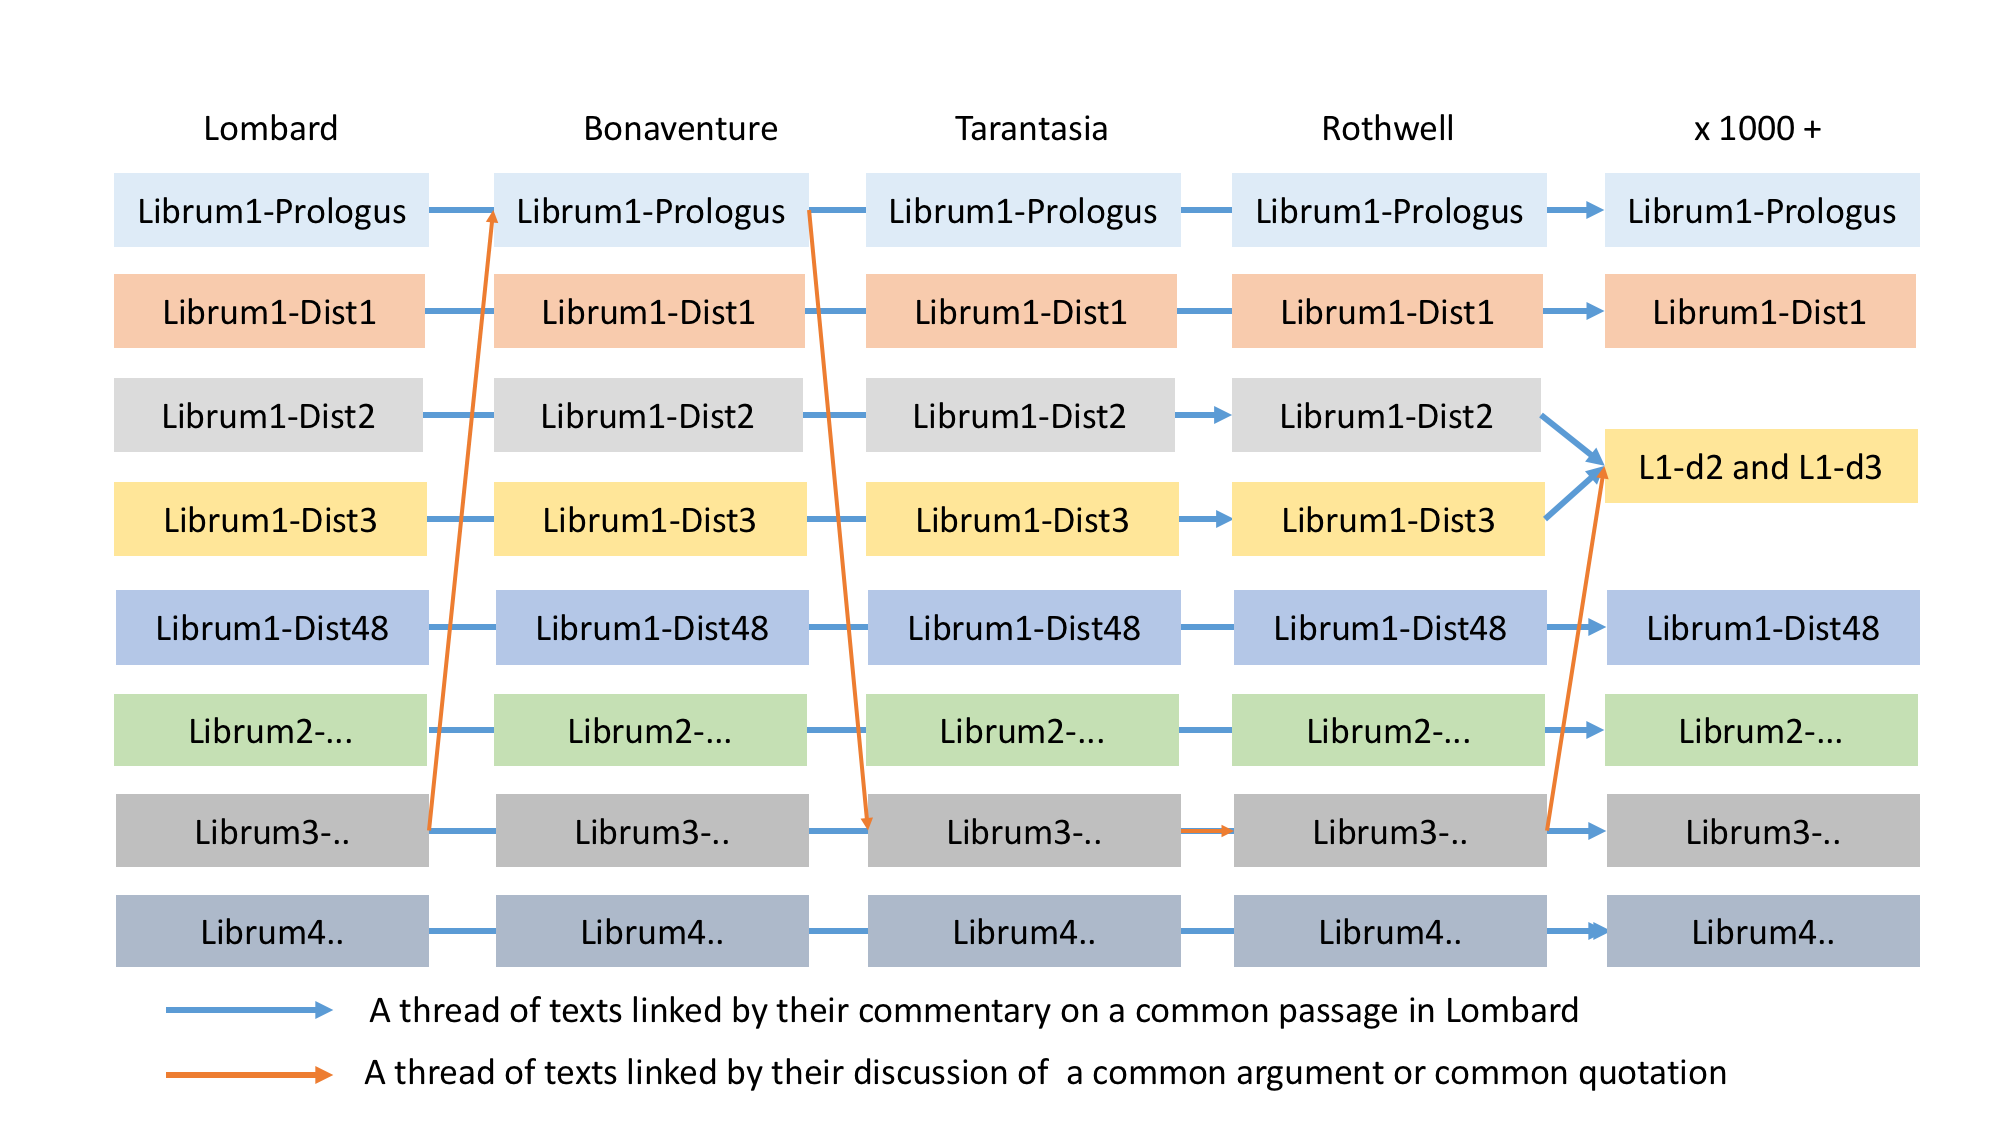 Lombard Bonaventure Tarantasia Rothwell x 1000 +
Librum1-Prologus Librum1-Prologus Librum1-Prologus Librum1-Prologus Librum1-Prologus
Librum1-Dist1 Librum1-Dist1 Librum1-Dist1 Librum1-Dist1 Librum1-Dist1
Librum1-Dist2 Librum1-Dist2 Librum1-Dist2 Librum1-Dist2
L1-d2 and L1-d3
Librum1-Dist3 Librum1-Dist3 Librum1-Dist3 Librum1-Dist3
Librum1-Dist48 Librum1-Dist48 Librum1-Dist48 Librum1-Dist48 Librum1-Dist48
Librum2-... Librum2-... Librum2-... Librum2-... Librum2-...
Librum3-.. Librum3-.. Librum3-.. Librum3-.. Librum3-..
Librum4.. Librum4.. Librum4.. Librum4.. Librum4..
A thread of texts linked by their commentary on a common passage in Lombard
A thread of texts linked by their discussion of  a common argument or common quotation